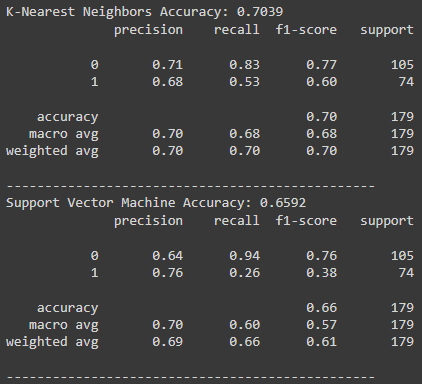 K-Nearest Neighbors Accuracy: 0.7039
              precision    recall  f1-score   support

           0       0.71      0.83      0.77       105
           1       0.68      0.53      0.60        74

    accuracy                           0.70       179
   macro avg       0.70      0.68      0.68       179
weighted avg       0.70      0.70      0.70       179

------------------------------------------------
Support Vector Machine Accuracy: 0.6592
              precision    recall  f1-score   support

           0       0.64      0.94      0.76       105
           1       0.76      0.26      0.38        74

    accuracy                           0.66       179
   macro avg       0.70      0.60      0.57       179
weighted avg       0.69      0.66      0.61       179

------------------------------------------------